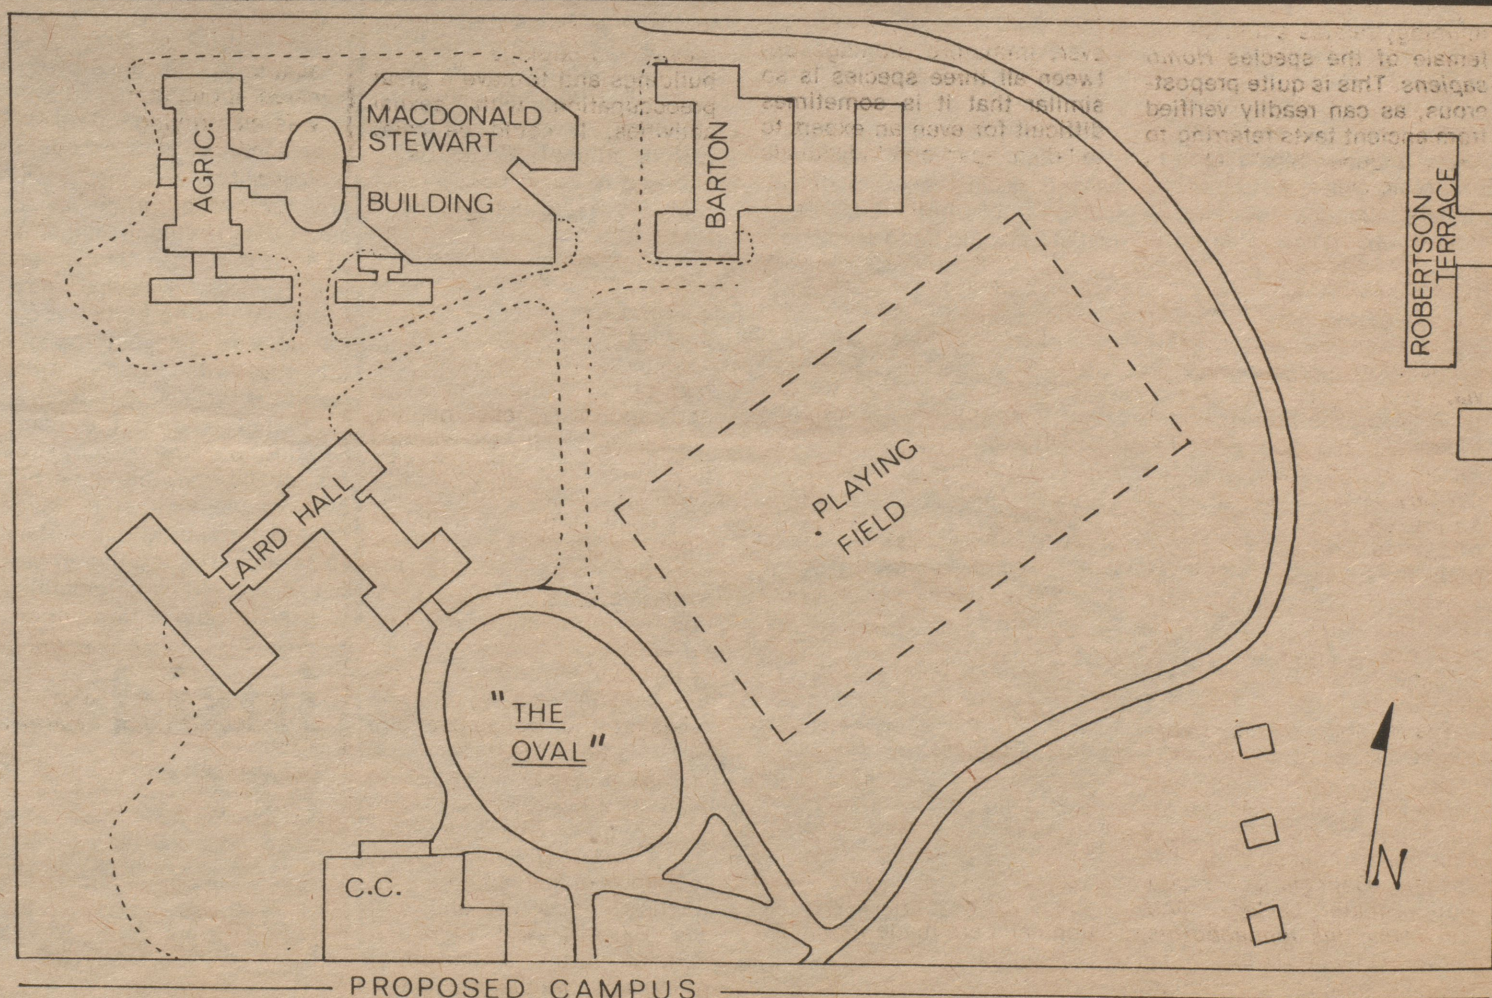 AGRIC.
MACDONALD
STEWART
BUILDING
BARTON
ROBERTSON
TERRACE
PLAYING
FIELD
LAIRD HALL
"THE
OVAL"
C.C.
N
PROPOSED CAMPUS